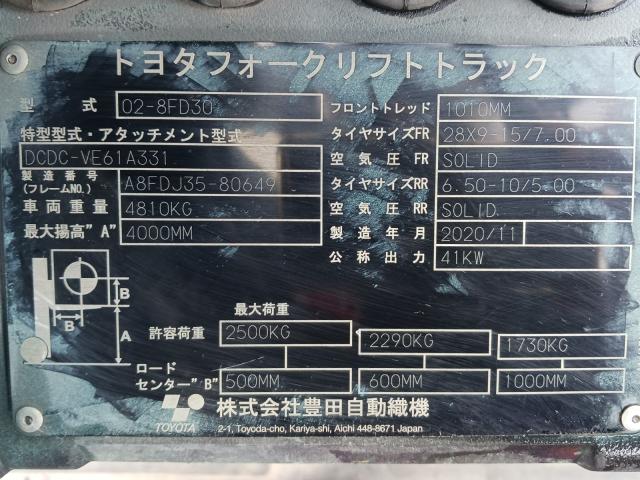 トヨタフォークリフトトラック
型 式 02-8FD30
特型型式・アタッチメント型式
DCDC-VE61A331
製造番号 (フレームNO.) A8FDJ35-80649
車両重量 4810KG
最大揚高"A" 4000MM
フロントトレッド 1010MM
タイヤサイズFR 28X9-15/7.00
空気圧FR SOLID
タイヤサイズRR 6.50-10/5.00
空気圧RR SOLID
製造年月 2020/11
公称出力 41KW
B
B
A
最大荷重
許容荷重 2500KG 2290KG 1730KG
ロード
センター"B" 500MM 600MM 1000MM
TOYOTA 株式会社豊田自動織機
2-1, Toyoda-cho, Kariya-shi, Aichi 448-8671 Japan